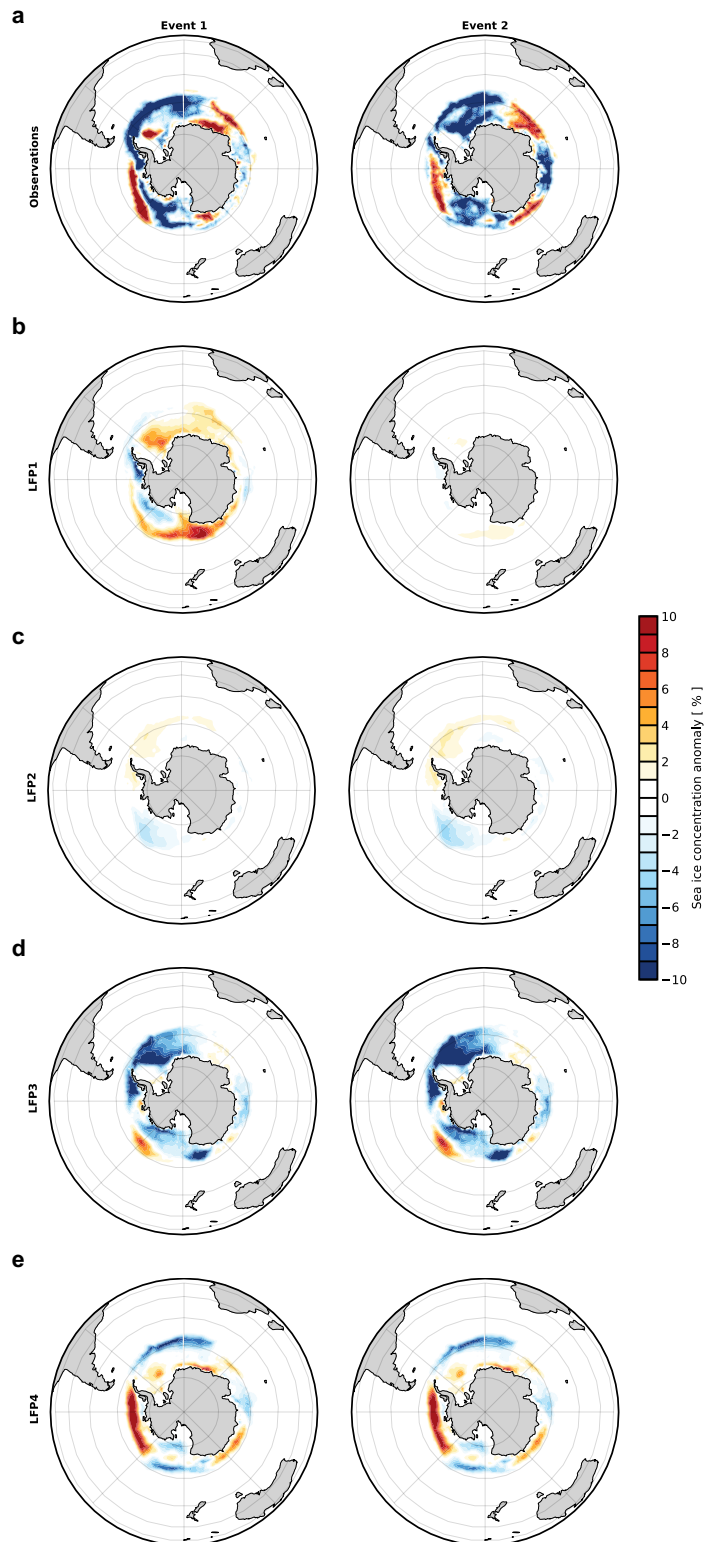 a
Event 1
Event 2
Observations
b
LFP1
c
LFP2
10
8
6
4
2
0
−2
−4
−6
−8
−10
Sea ice concentration anomaly [ % ]
d
LFP3
e
LFP4